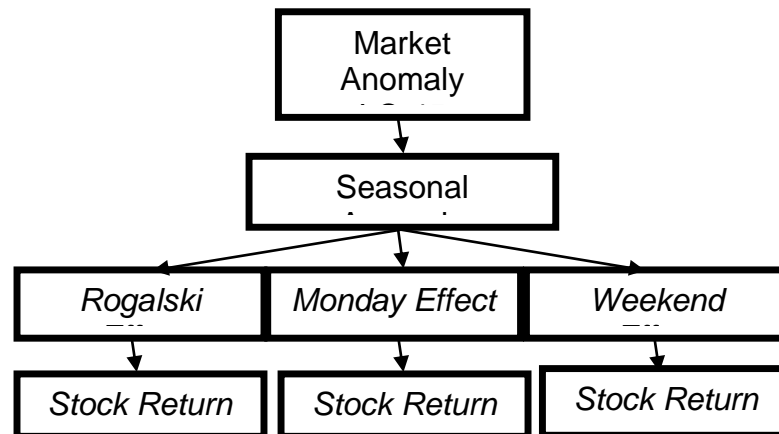 Market
Anomaly
Seasonal
Rogalski
Monday Effect
Weekend
Stock Return
Stock Return
Stock Return